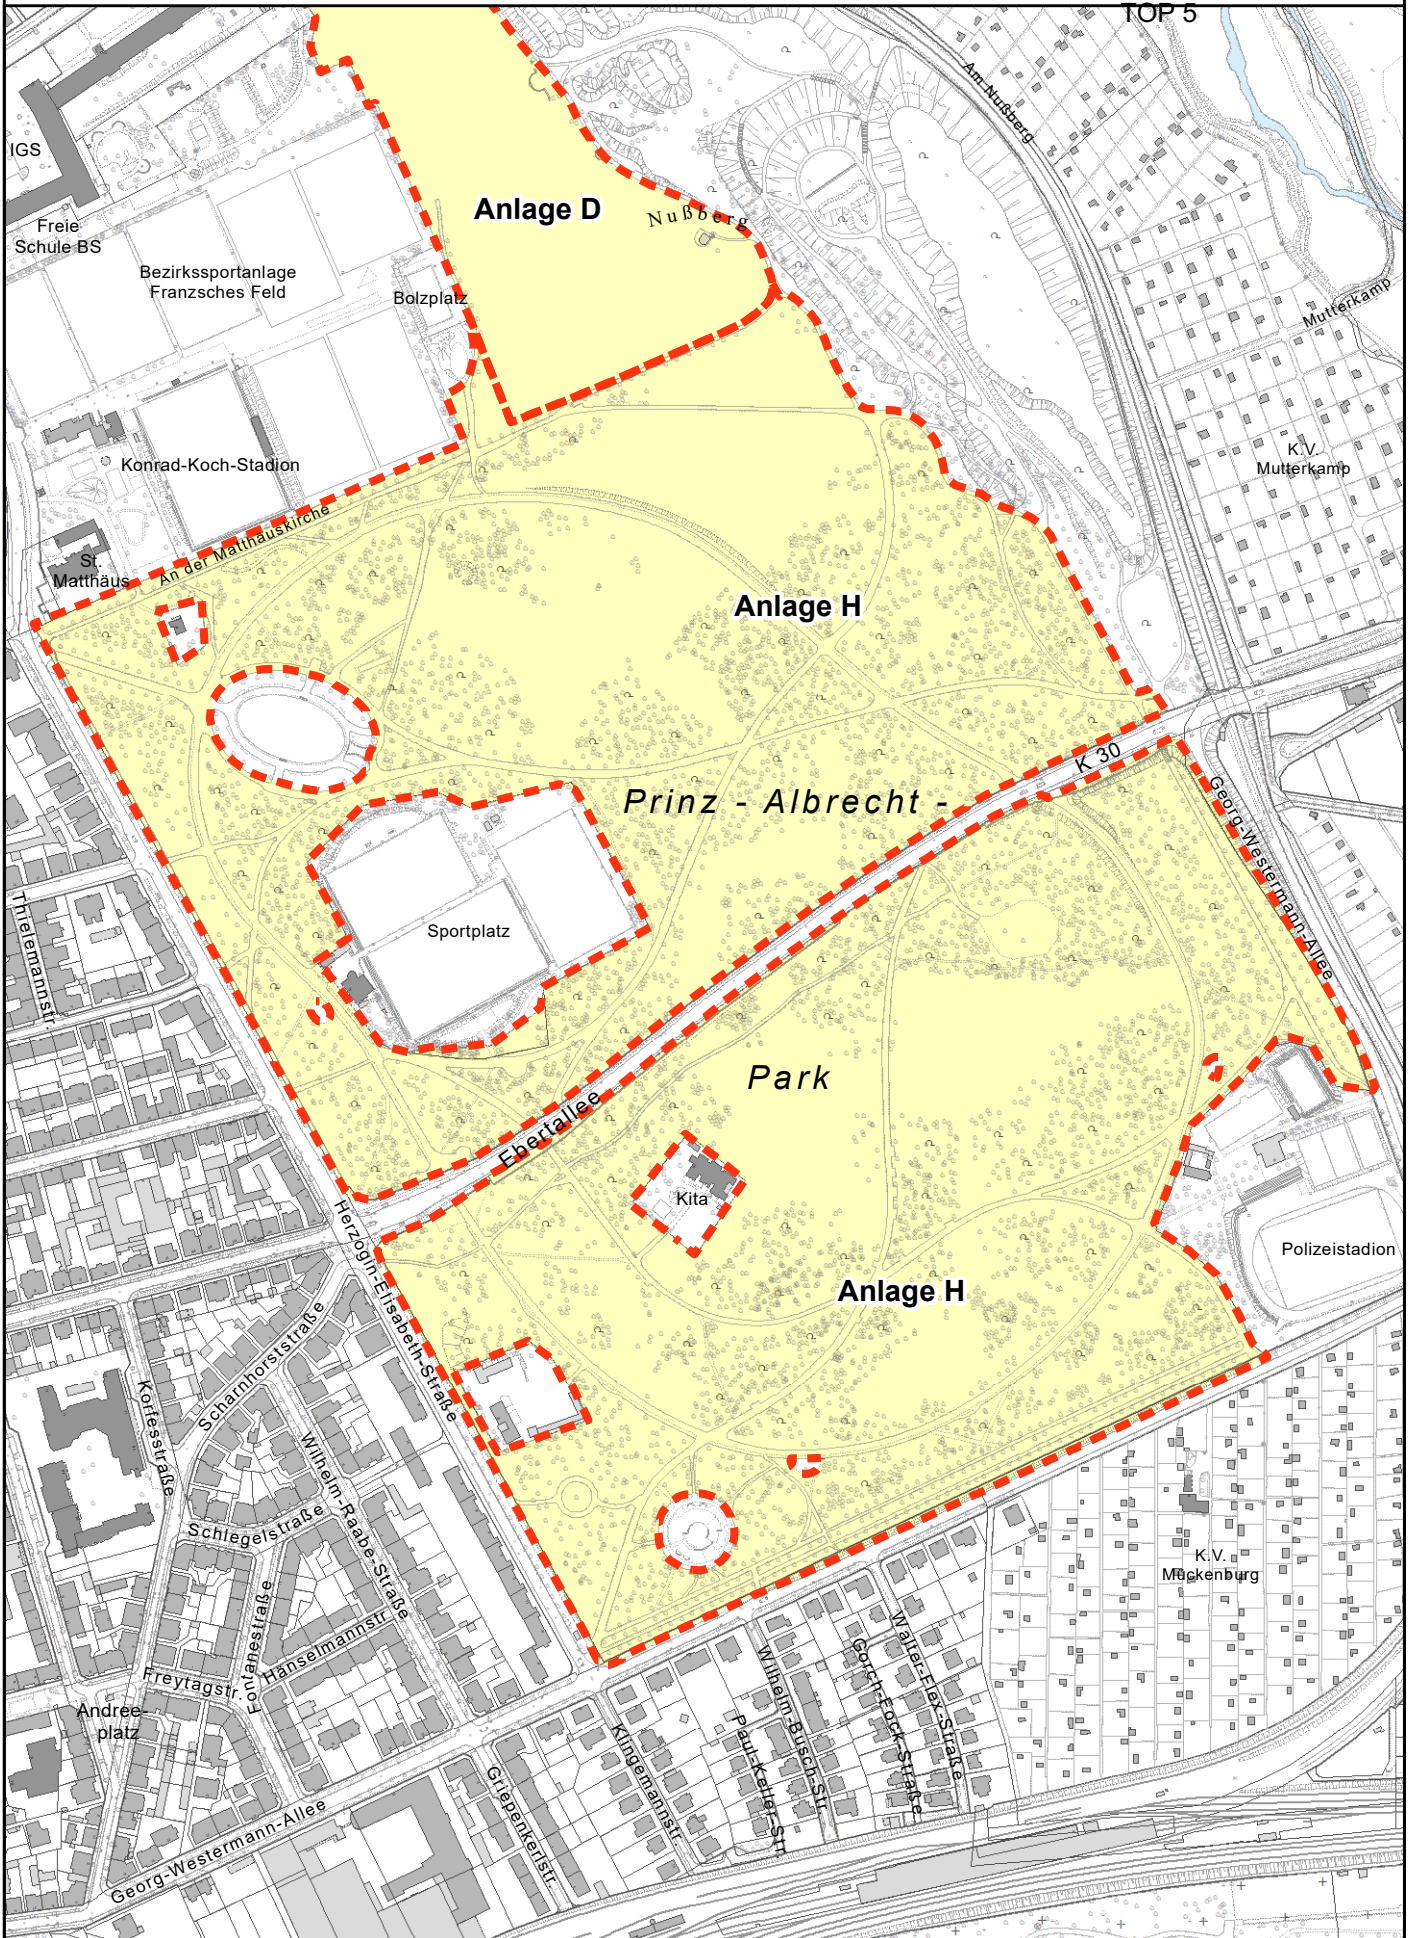 TOP 5
Am Nußberg
IGS
Anlage D
Nußberg
Freie
Schule BS
Bezirkssportanlage
Franzsches Feld
Bolzplatz
Mutterkamp
K.V.
Mutterkamp
Konrad-Koch-Stadion
An der Matthäuskirche
St.
Matthäus
Anlage H
K 30
Prinz - Albrecht -
Georg-Westermann-Allee
Thielemannstr.
Sportplatz
Park
Ebertallee
Kita
Herzogin-Elisabeth-Straße
Polizeistadion
Anlage H
Scharnhorststraße
Korfesstraße
Wilhelm-Raabe-Straße
Schlegelstraße
K.V.
Mückenburg
Fontanestraße
Hänselmannstr.
Freytagstr.
Andree-
platz
Walter-Flex-Straße
Gorch-Fock-Straße
Wilhelm-Busch-Str.
Paul-Keller-Str.
Klingemannstr.
Griepenkerlstr.
Georg-Westermann-Allee